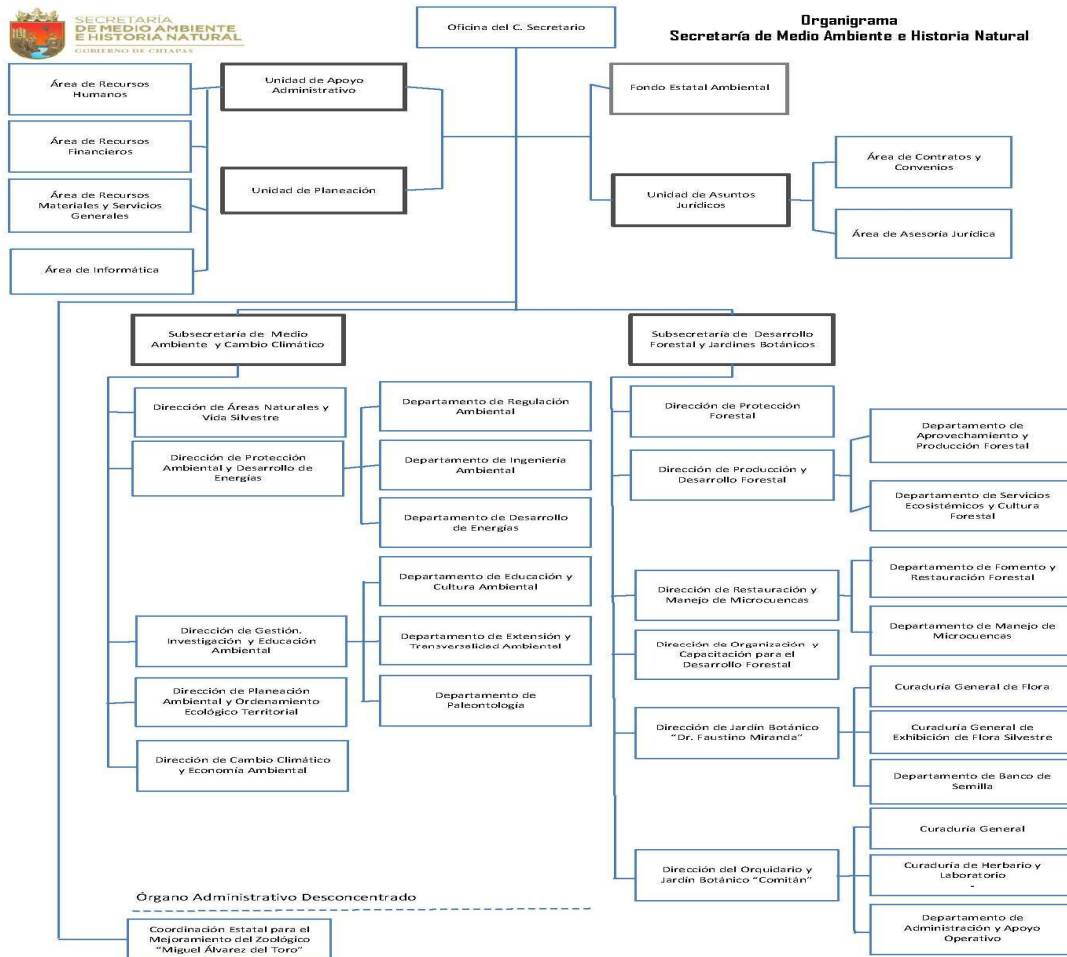 SECRETARÍA
DE MEDIO AMBIENTE
E HISTORIA NATURAL
GOBIERNO DE CHIAPAS
Oficina del C. Secretario
Organigrama
Secretaría de Medio Ambiente e Historia Natural
Área de Recursos
Humanos
Unidad de Apoyo
Administrativo
Fondo Estatal Ambiental
Área de Recursos
Financieros
Área de Contratos y
Convenios
Unidad de Planeación
Unidad de Asuntos
Jurídicos
Área de Recursos
Materiales y Servicios
Generales
Área de Asesoría Jurídica
Área de Informática
Subsecretaría de Medio
Ambiente y Cambio Climático
Subsecretaría de Desarrollo
Forestal y Jardines Botánicos
Dirección de Áreas Naturales y
Vida Silvestre
Dirección de Protección
Ambiental y Desarrollo de
Energías
Departamento de Regulación
Ambiental
Departamento de Ingeniería
Ambiental
Departamento de Desarrollo
de Energías
Dirección de Gestión.
Investigación y Educación
Ambiental
Departamento de Educación y
Cultura Ambiental
Departamento de Extensión y
Transversalidad Ambiental
Departamento de
Paleontología
Dirección de Planeación
Ambiental y Ordenamiento
Ecológico Territorial
Dirección de Cambio Climático
y Economía Ambiental
Dirección de Protección
Forestal
Dirección de Producción y
Desarrollo Forestal
Departamento de
Aprovechamiento y
Producción Forestal
Departamento de Servicios
Ecosistémicos y Cultura
Forestal
Dirección de Restauración y
Manejo de Microcuencas
Departamento de Fomento y
Restauración Forestal
Departamento de Manejo de
Microcuencas
Dirección de Organización y
Capacitación para el
Desarrollo Forestal
Dirección de Jardín Botánico
“Dr. Faustino Miranda”
Curaduría General de Flora
Curaduría General de
Exhibición de Flora Silvestre
Departamento de Banco de
Semilla
Dirección del Orquidario y
Jardín Botánico “Comitán”
Curaduría General
Curaduría de Herbario y
Laboratorio
-
Departamento de
Administración y Apoyo
Operativo
Órgano Administrativo Desconcentrado
Coordinación Estatal para el
Mejoramiento del Zoológico
“Miguel Álvarez del Toro”